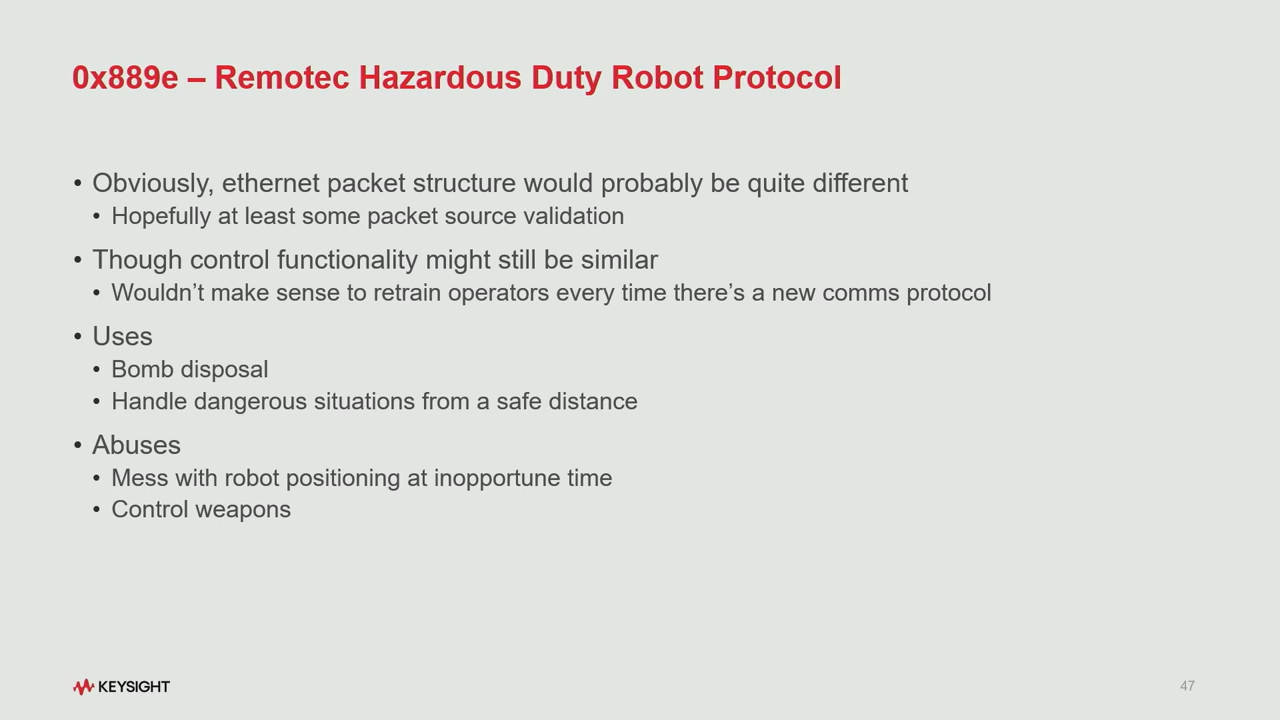 0x889e – Remotec Hazardous Duty Robot Protocol
• Obviously, ethernet packet structure would probably be quite different
• Hopefully at least some packet source validation
• Though control functionality might still be similar
• Wouldn’t make sense to retrain operators every time there’s a new comms protocol
• Uses
• Bomb disposal
• Handle dangerous situations from a safe distance
• Abuses
• Mess with robot positioning at inopportune time
• Control weapons
KEYSIGHT
47